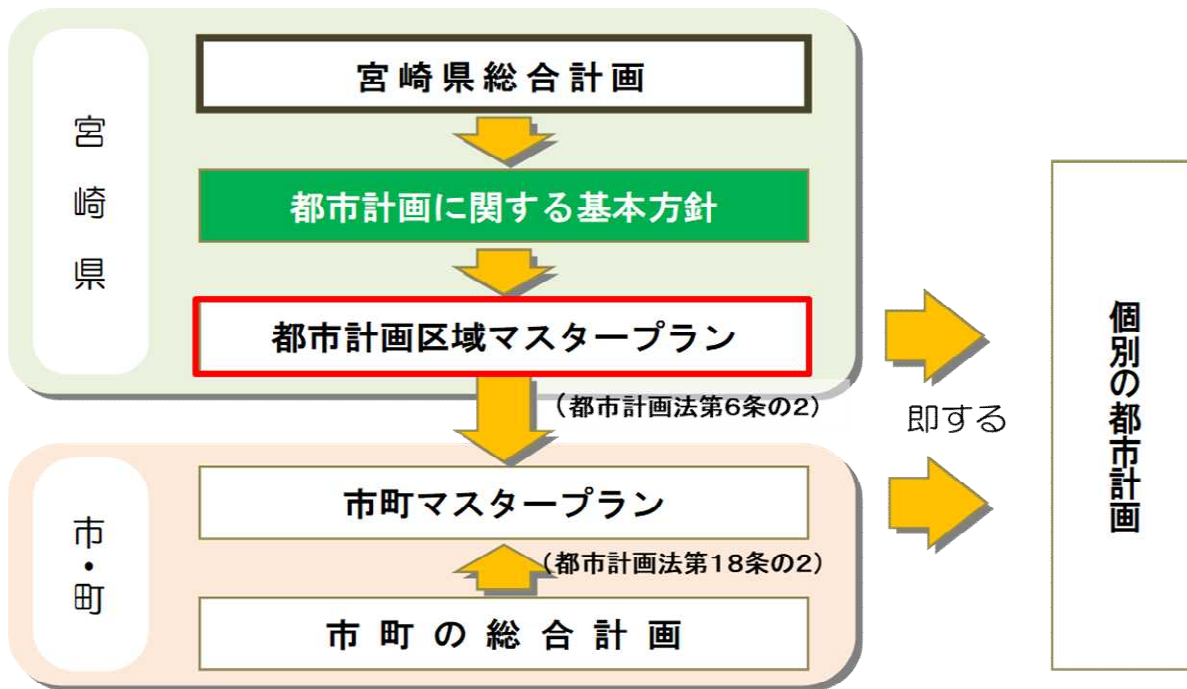 宮崎県
宮崎県総合計画
都市計画に関する基本方針
都市計画区域マスタープラン
（都市計画法第6条の2）
市・町
市町マスタープラン
（都市計画法第18条の2）
市町の総合計画
即する
個別の都市計画